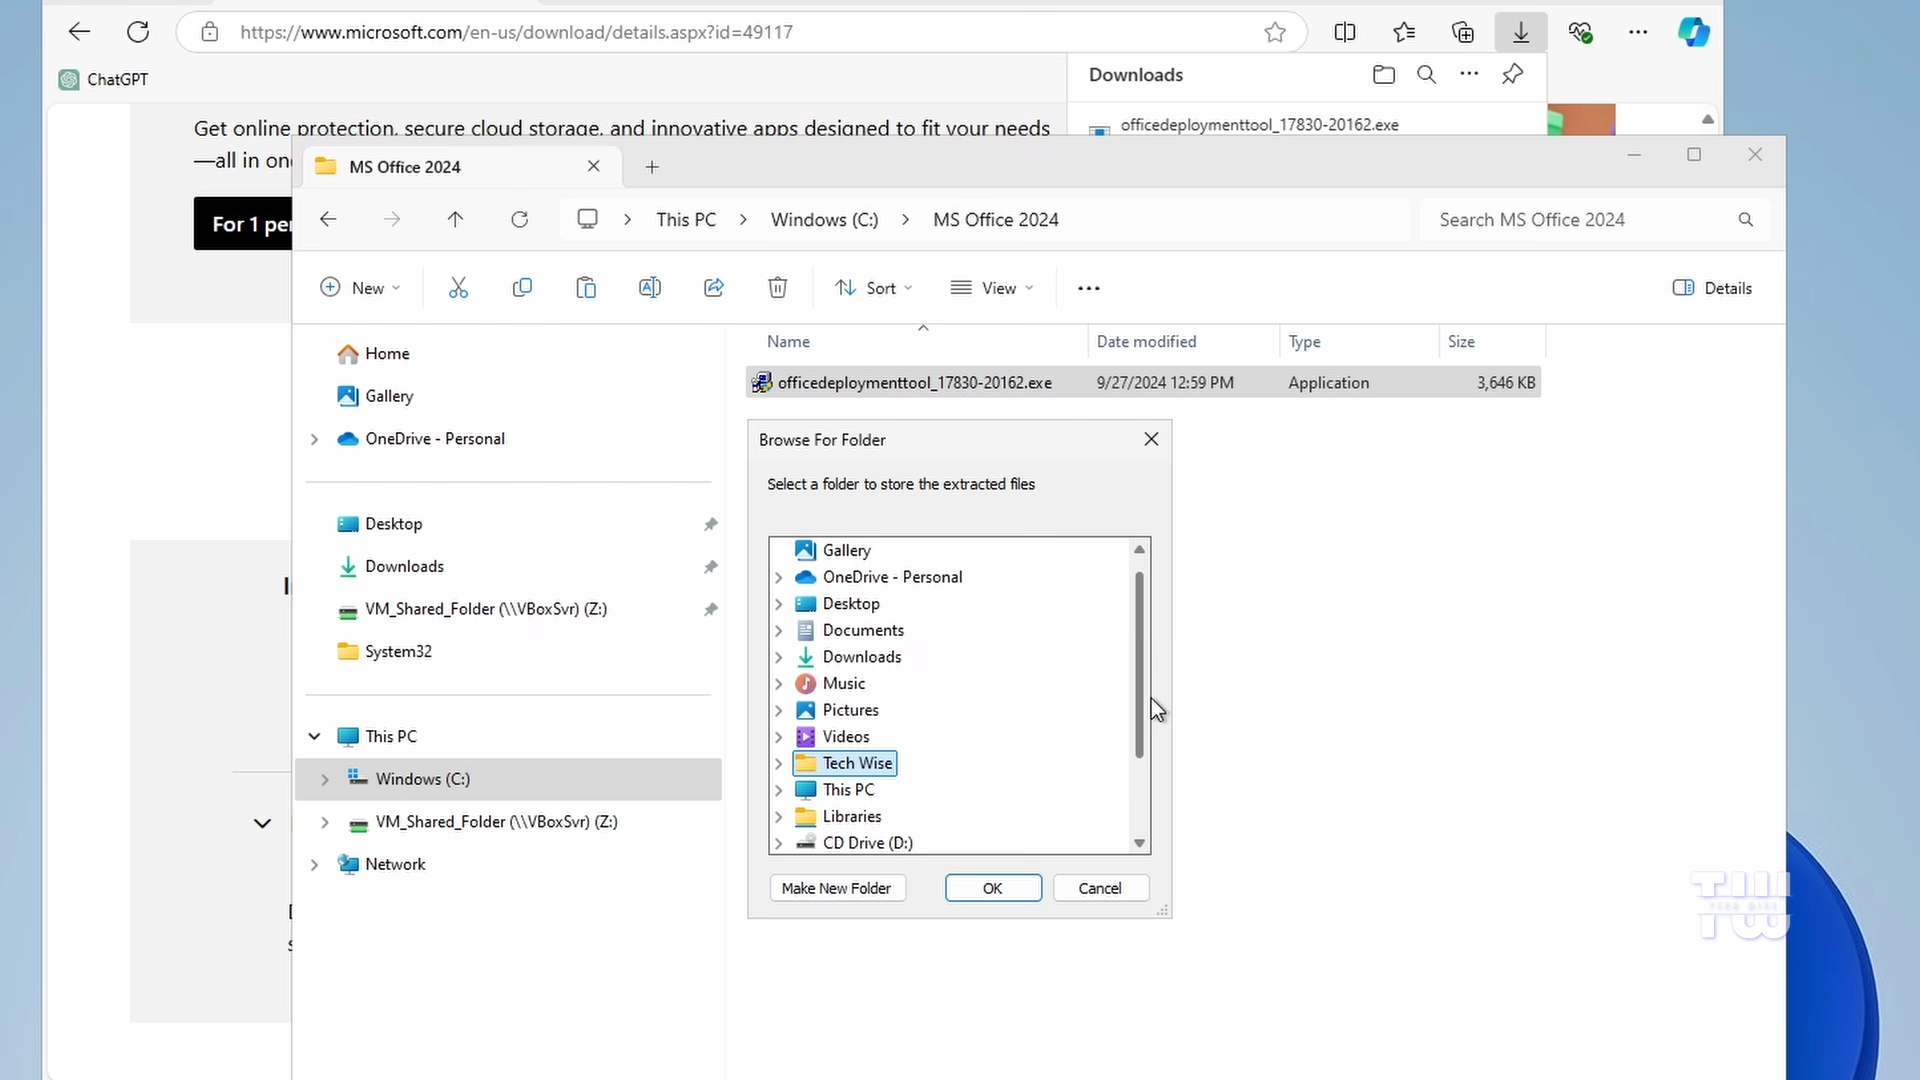 https://www.microsoft.com/en-us/download/details.aspx?id=49117
ChatGPT
Downloads
officedeploymenttool_17830-20162.exe
Get online protection, secure cloud storage, and innovative apps designed to fit your needs
—all in on
For 1 per
MS Office 2024
This PC
Windows (C:)
MS Office 2024
Search MS Office 2024
New
Sort
View
Details
Home
Gallery
OneDrive - Personal
Desktop
Downloads
VM_Shared_Folder (\\VBoxSvr) (Z:)
System32
This PC
Windows (C:)
VM_Shared_Folder (\\VBoxSvr) (Z:)
Network
Name
Date modified
Type
Size
officedeploymenttool_17830-20162.exe
9/27/2024 12:59 PM
Application
3,646 KB
Browse For Folder
Select a folder to store the extracted files
Gallery
OneDrive - Personal
Desktop
Documents
Downloads
Music
Pictures
Videos
Tech Wise
This PC
Libraries
CD Drive (D:)
Make New Folder
OK
Cancel